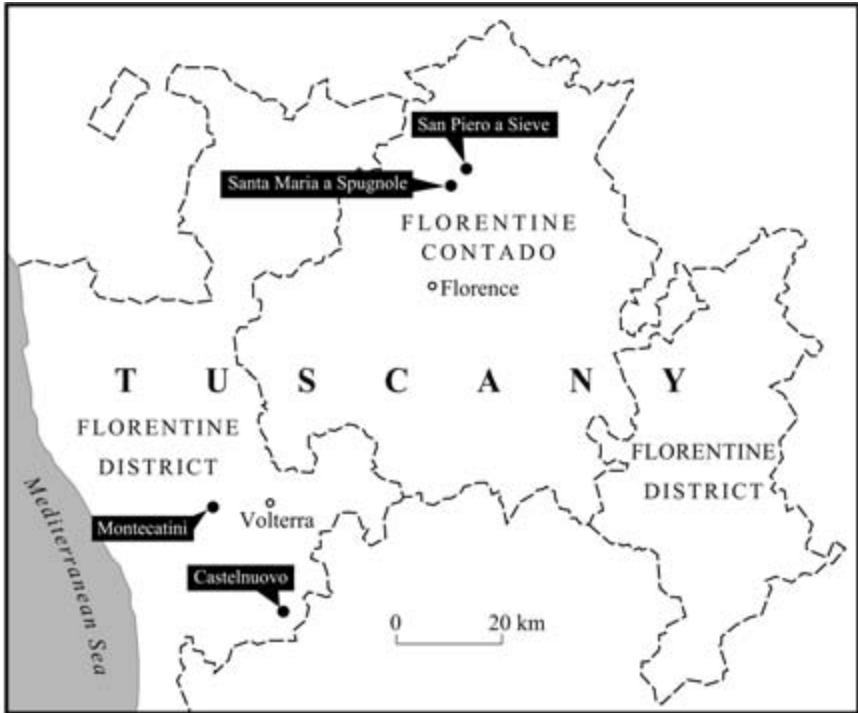 San Piero a Sieve
Santa Maria a Spugnole
FLORENTINE
CONTADO
Florence
TUSCANY
FLORENTINE
DISTRICT
FLORENTINE
DISTRICT
Mediterranean Sea
Montecatini
Volterra
Castelnuovo
0 20 km